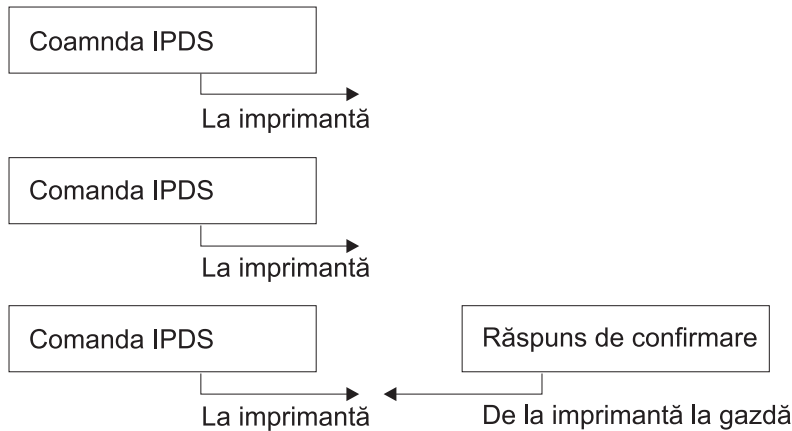 Coamnda IPDS
La imprimantă
Comanda IPDS
La imprimantă
Comanda IPDS
Răspuns de confirmare
La imprimantă
De la imprimantă la gazdă